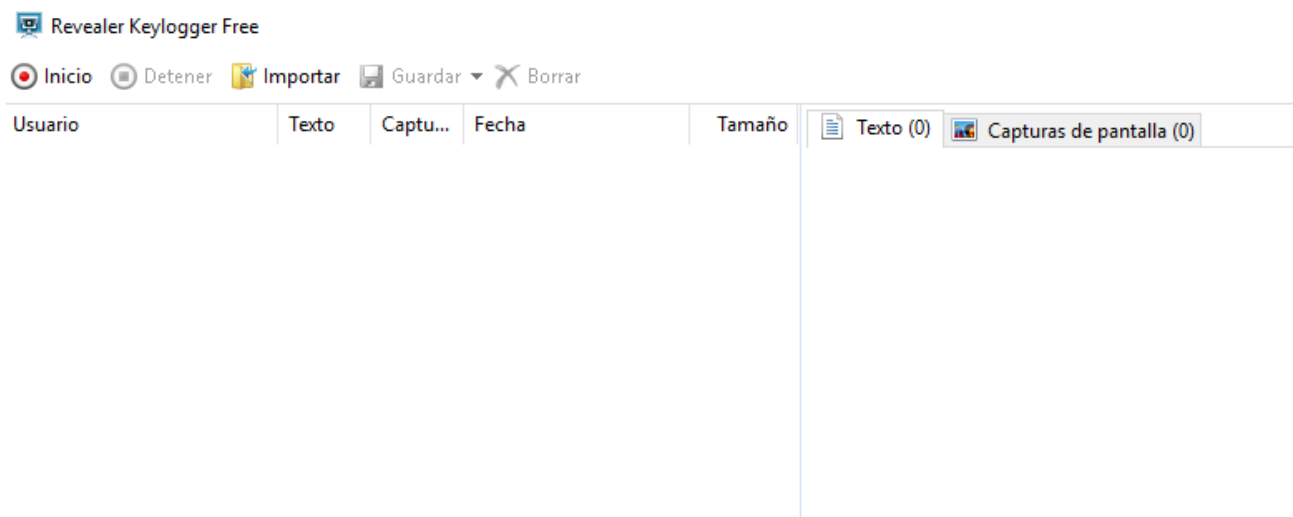 Revealer Keylogger Free
Inicio Detener Importar Guardar Borrar
Usuario Texto Captu... Fecha Tamaño Texto (0) Capturas de pantalla (0)